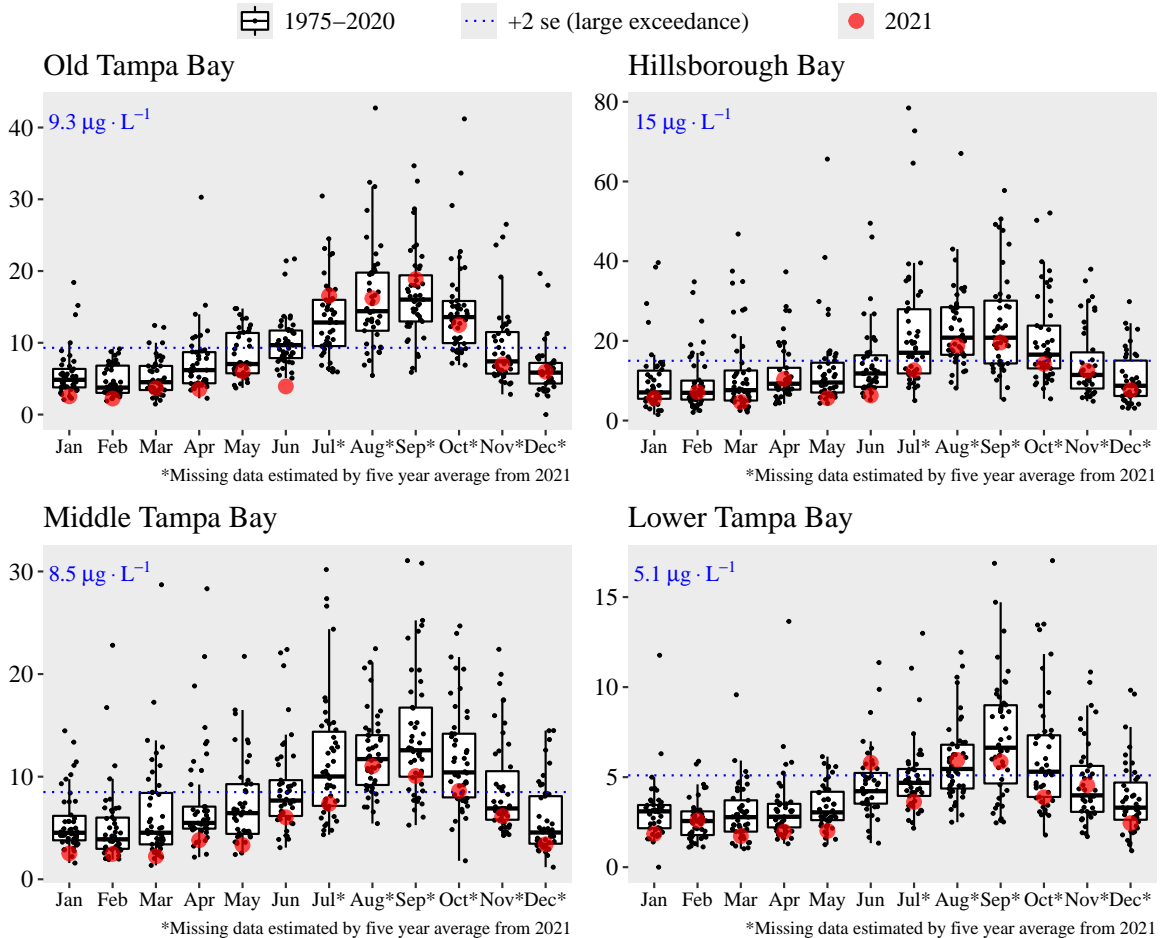 1975−2020 +2 se (large exceedance) 2021
Old Tampa Bay
9.3 μg · L⁻¹
40
30
20
10
0
Jan Feb Mar Apr May Jun Jul* Aug* Sep* Oct* Nov* Dec*
*Missing data estimated by five year average from 2021
Hillsborough Bay
15 μg · L⁻¹
80
60
40
20
0
Jan Feb Mar Apr May Jun Jul* Aug* Sep* Oct* Nov* Dec*
*Missing data estimated by five year average from 2021
Middle Tampa Bay
8.5 μg · L⁻¹
30
20
10
0
Jan Feb Mar Apr May Jun Jul* Aug* Sep* Oct* Nov* Dec*
*Missing data estimated by five year average from 2021
Lower Tampa Bay
5.1 μg · L⁻¹
15
10
5
0
Jan Feb Mar Apr May Jun Jul* Aug* Sep* Oct* Nov* Dec*
*Missing data estimated by five year average from 2021